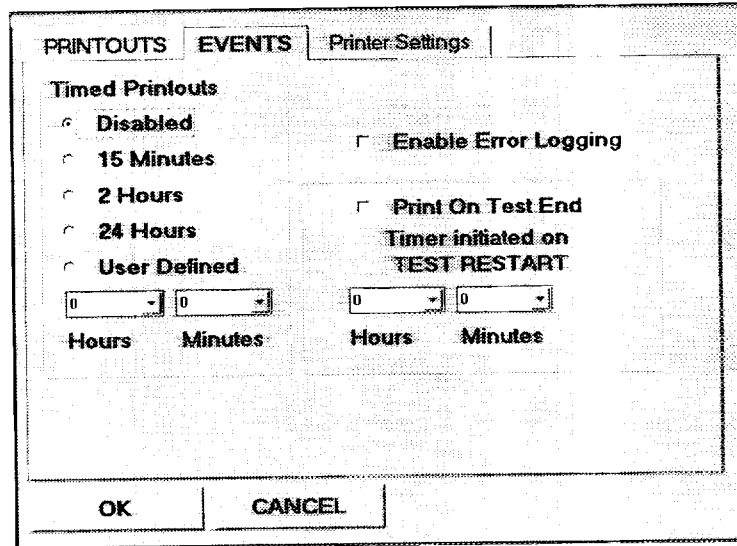 PRINTOUTS EVENTS Printer Settings
Timed Printouts
Disabled
15 Minutes
2 Hours
24 Hours
User Defined
0 0
Hours Minutes
Enable Error Logging
Print On Test End
Timer initiated on
TEST RESTART
0 0
Hours Minutes
OK CANCEL